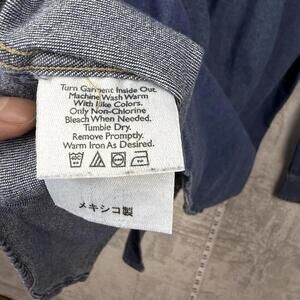 Turn Garment Inside Out.
Machine Wash Warm
With Like Colors.
Only Non-Chlorine
Bleach When Needed.
Tumble Dry.
Remove Promptly.
Warm Iron As Desired.
メキシコ製